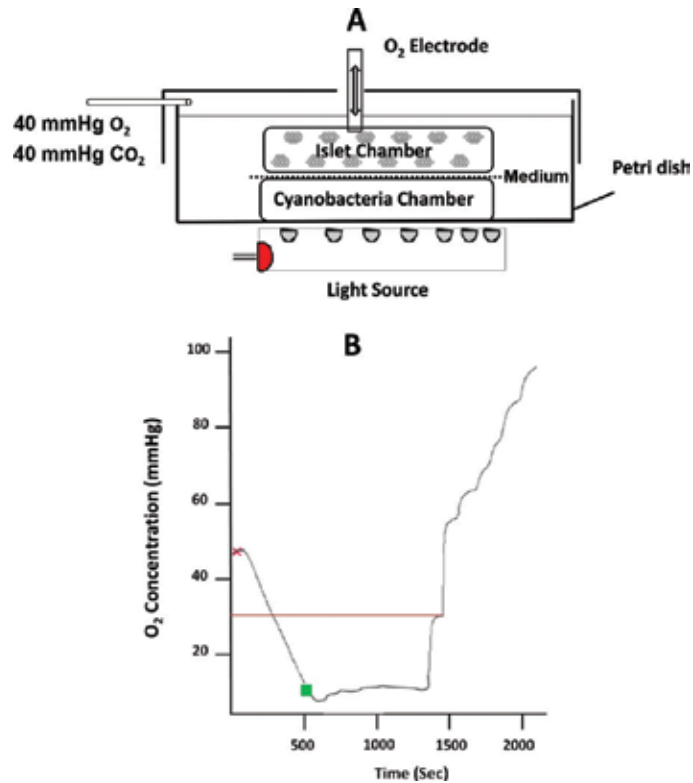 A
O₂ Electrode
40 mmHg O₂
40 mmHg CO₂
Islet Chamber
Medium
Petri dish
Cyanobacteria Chamber
Light Source
B
O₂ Concentration (mmHg)
100
80
60
40
20
500
1000
1500
2000
Time (Sec)